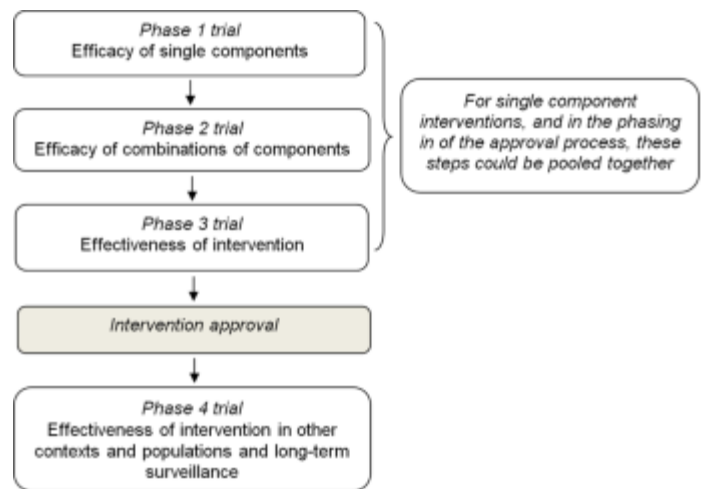 Phase 1 trial
Efficacy of single components
Phase 2 trial
Efficacy of combinations of components
Phase 3 trial
Effectiveness of intervention
For single component
interventions, and in the phasing
in of the approval process, these
steps could be pooled together
Intervention approval
Phase 4 trial
Effectiveness of intervention in other
contexts and populations and long-term
surveillance